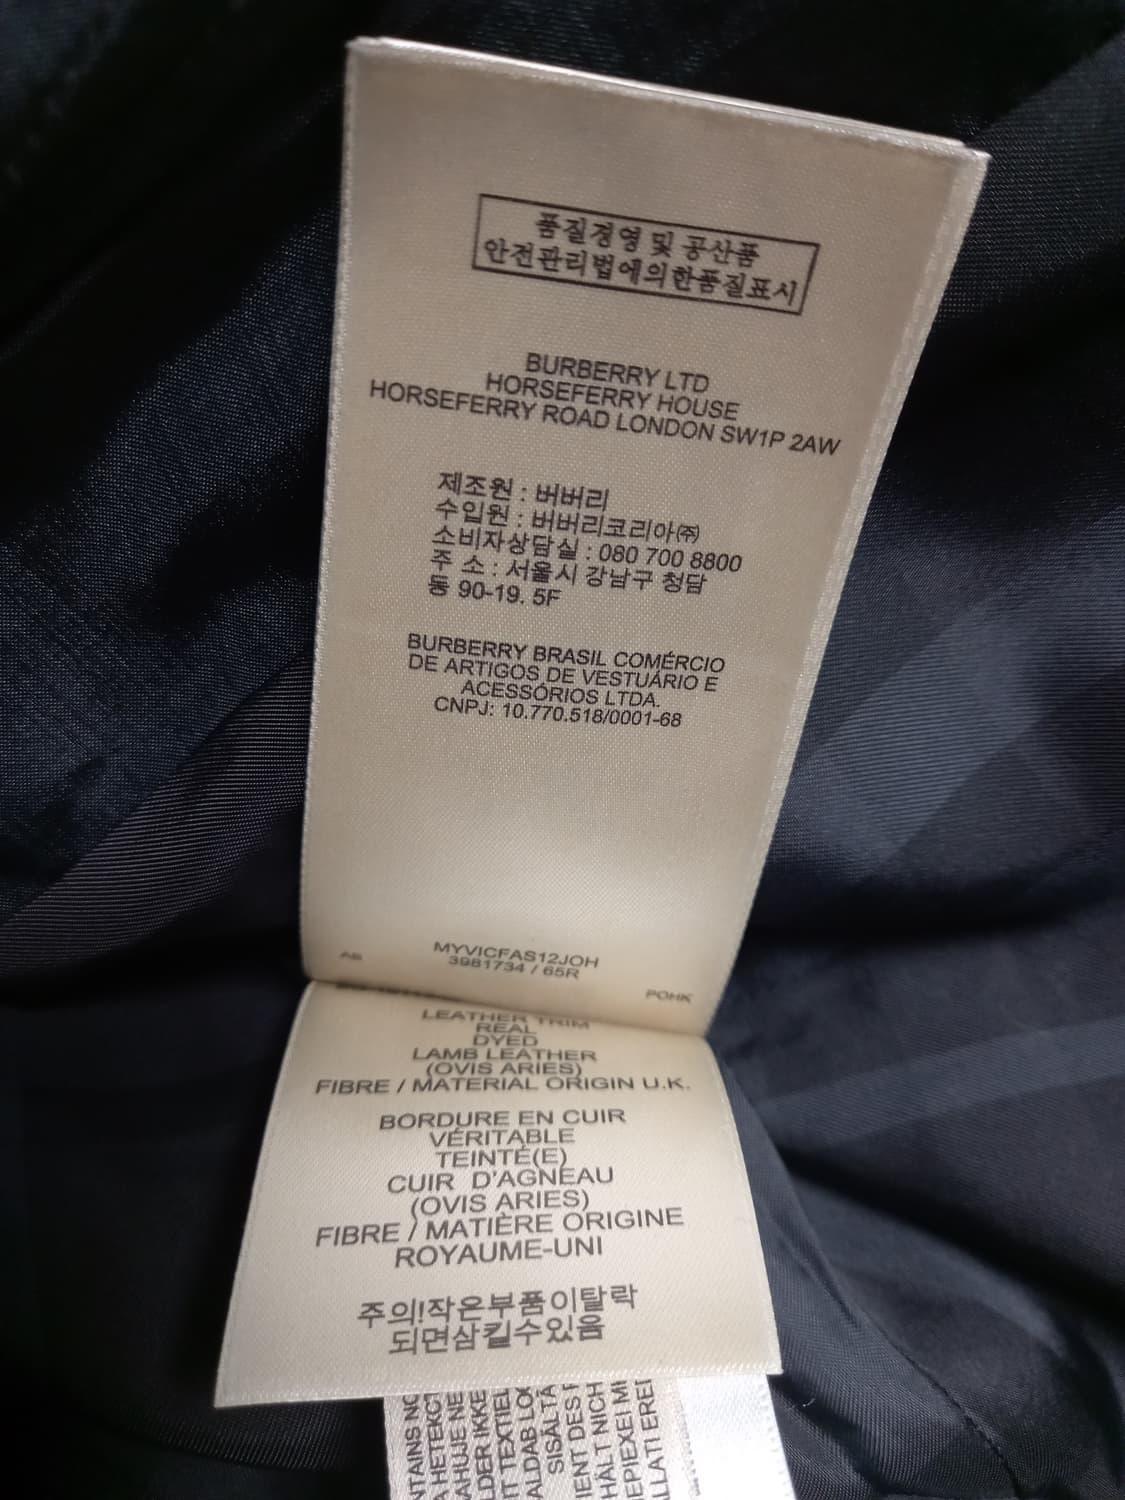 품질경영 및 공산품
안전관리법에의한품질표시
BURBERRY LTD
HORSEFERRY HOUSE
HORSEFERRY ROAD LONDON SW1P 2AW
제조원 : 버버리
수입원 : 버버리코리아㈜
소비자상담실 : 080 700 8800
주 소 : 서울시 강남구 청담
동 90-19. 5F
BURBERRY BRASIL COMÉRCIO
DE ARTIGOS DE VESTUÁRIO E
ACESSÓRIOS LTDA.
CNPJ: 10.770.518/0001-68
AB
MYVICFAS12JOH
3981734 / 65R
POHK
LEATHER TRIM
REAL
DYED
LAMB LEATHER
(OVIS ARIES)
FIBRE / MATERIAL ORIGIN U.K.
BORDURE EN CUIR
VÉRITABLE
TEINTÉ(E)
CUIR D'AGNEAU
(OVIS ARIES)
FIBRE / MATIÈRE ORIGINE
ROYAUME-UNI
주의!작은부품이탈락
되면삼킬수있음